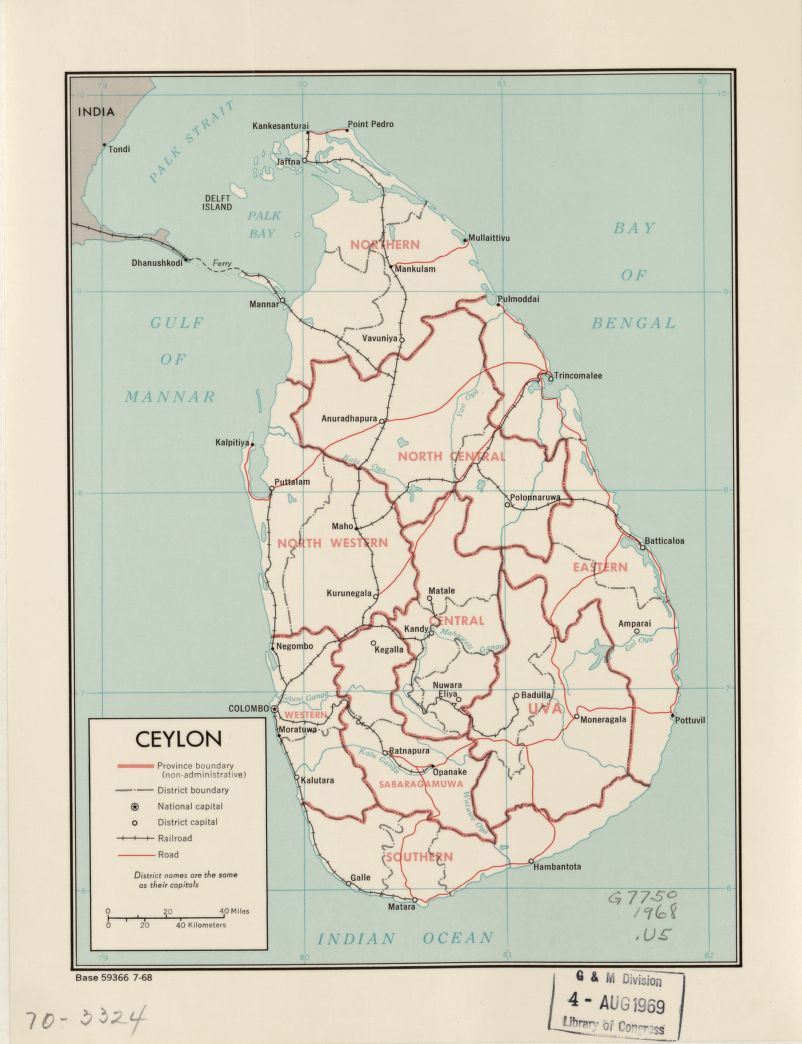 79
80
81
82
10
10
INDIA
Tondi
PALK STRAIT
Kankesanturai
Point Pedro
Jaffna
DELFT
ISLAND
PALK
BAY
NORTHERN
Mullaittivu
BAY
OF
BENGAL
Dhanushkodi
Ferry
Mankulam
Mannar
9
9
Pulmoddai
GULF
OF
MANNAR
Vavuniya
Trincomalee
Yan Oya
Anuradhapura
Kalpitiya
NORTH CENTRAL
Kala Oya
Puttalam
8
8
Polonnaruwa
Maho
NORTH WESTERN
Batticaloa
EASTERN
Kurunegala
Matale
CENTRAL
Kandy
Mahaweli Ganga
Amparai
Gal Oya
Negombo
Kegalla
Nuwara
Eliya
Badulla
7
7
Kelani Ganga
COLOMBO
WESTERN
UVA
Moneragala
Pottuvil
Moratuwa
Ratnapura
Kalu Ganga
Opanake
Kalutara
SABARAGAMUWA
Walawe Oya
SOUTHERN
Hambantota
Galle
Matara
6
6
INDIAN OCEAN
79
80
81
82
CEYLON
Province boundary
(non-administrative)
District boundary
National capital
District capital
Railroad
Road
District names are the same
as their capitals
0 20 40 Miles
0 20 40 Kilometers
G7750
1968
.U5
Base 59366 7-68
G & M Division
4 - AUG 1969
Library of Congress
70-3324